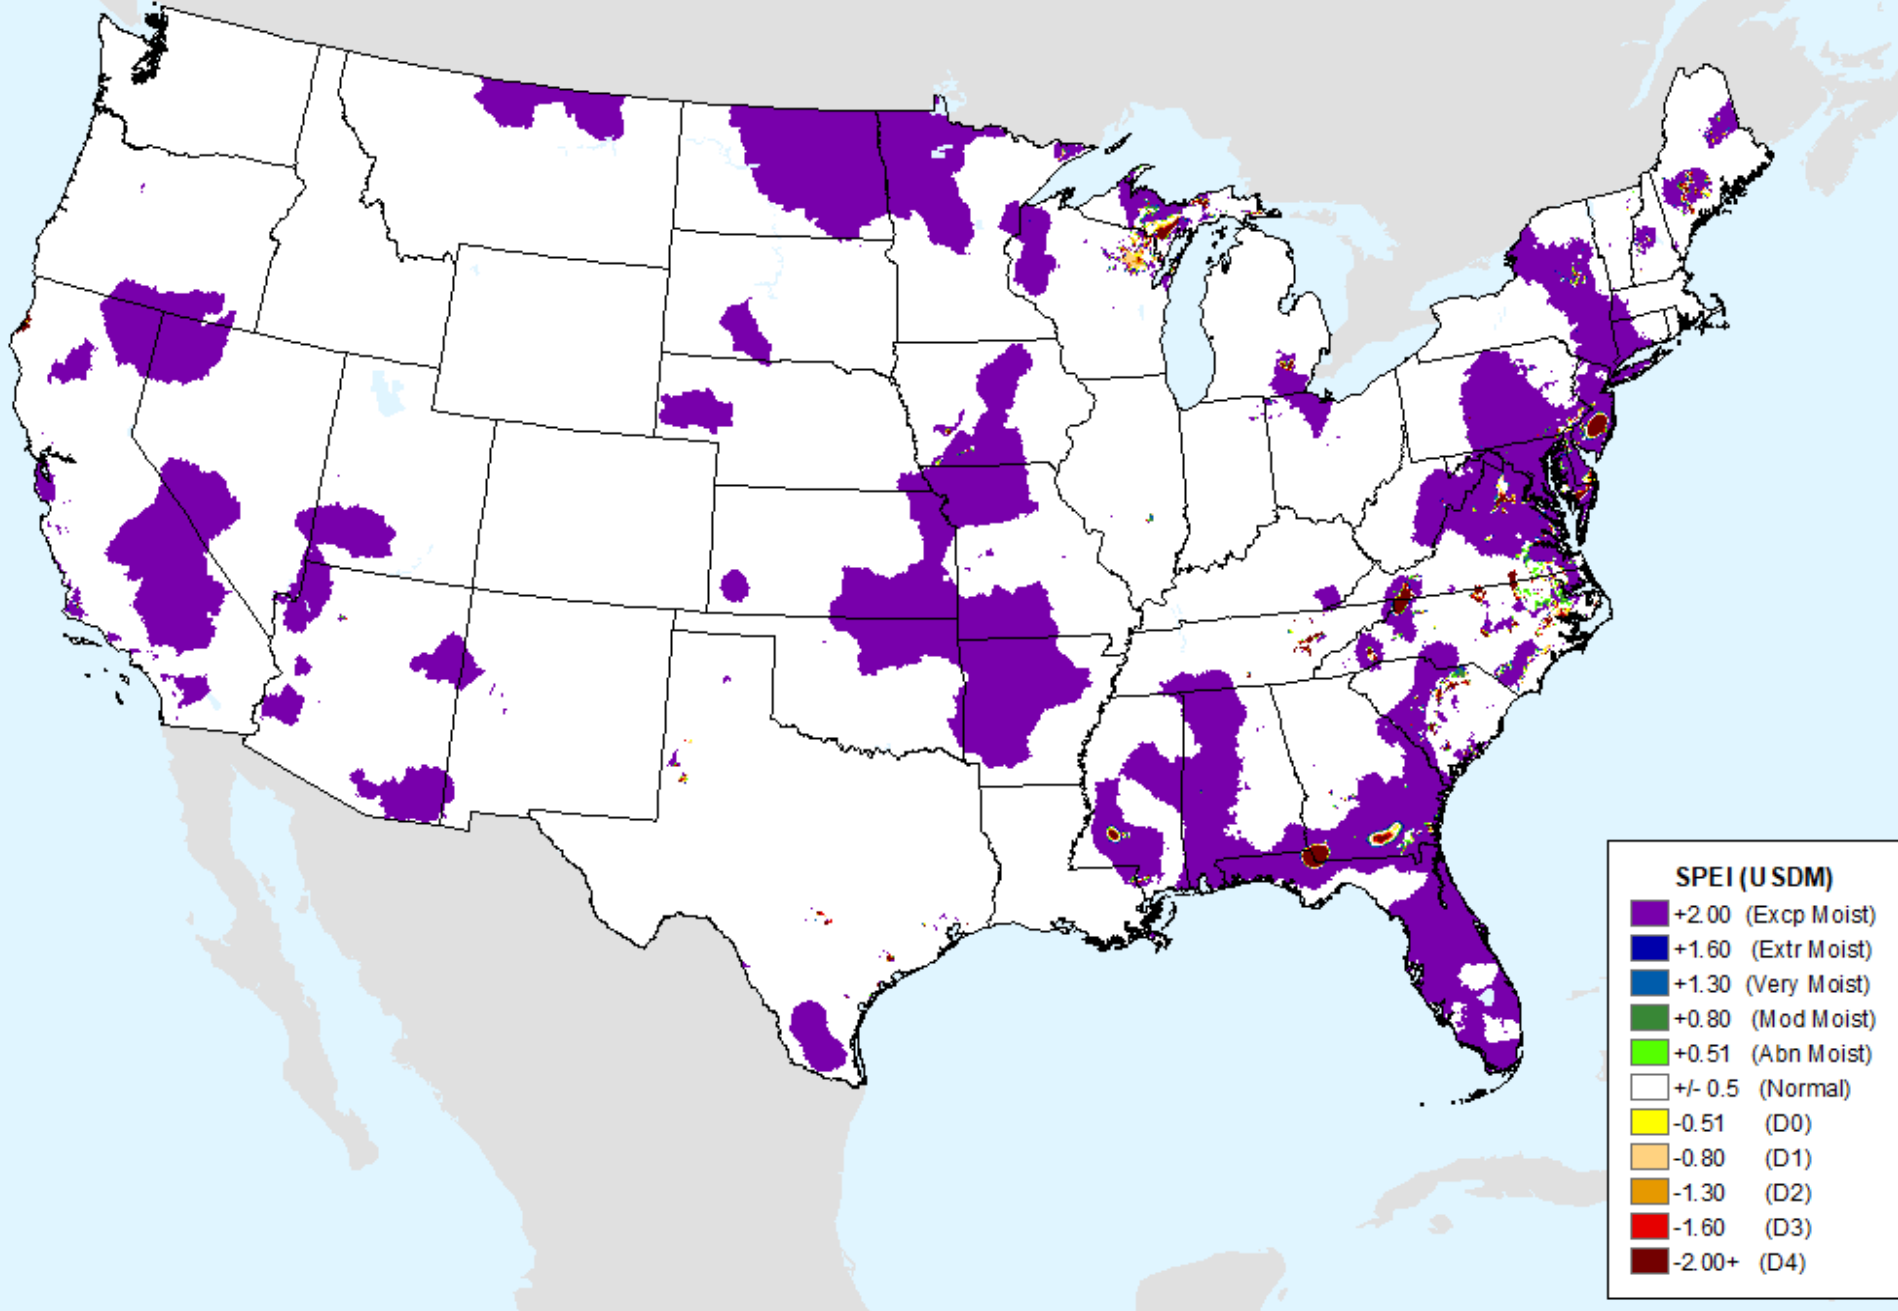 SPEI (USDM)
+2.00 (Excp Moist)
+1.60 (Extr Moist)
+1.30 (Very Moist)
+0.80 (Mod Moist)
+0.51 (Abn Moist)
+/- 0.5 (Normal)
-0.51 (D0)
-0.80 (D1)
-1.30 (D2)
-1.60 (D3)
-2.00+ (D4)